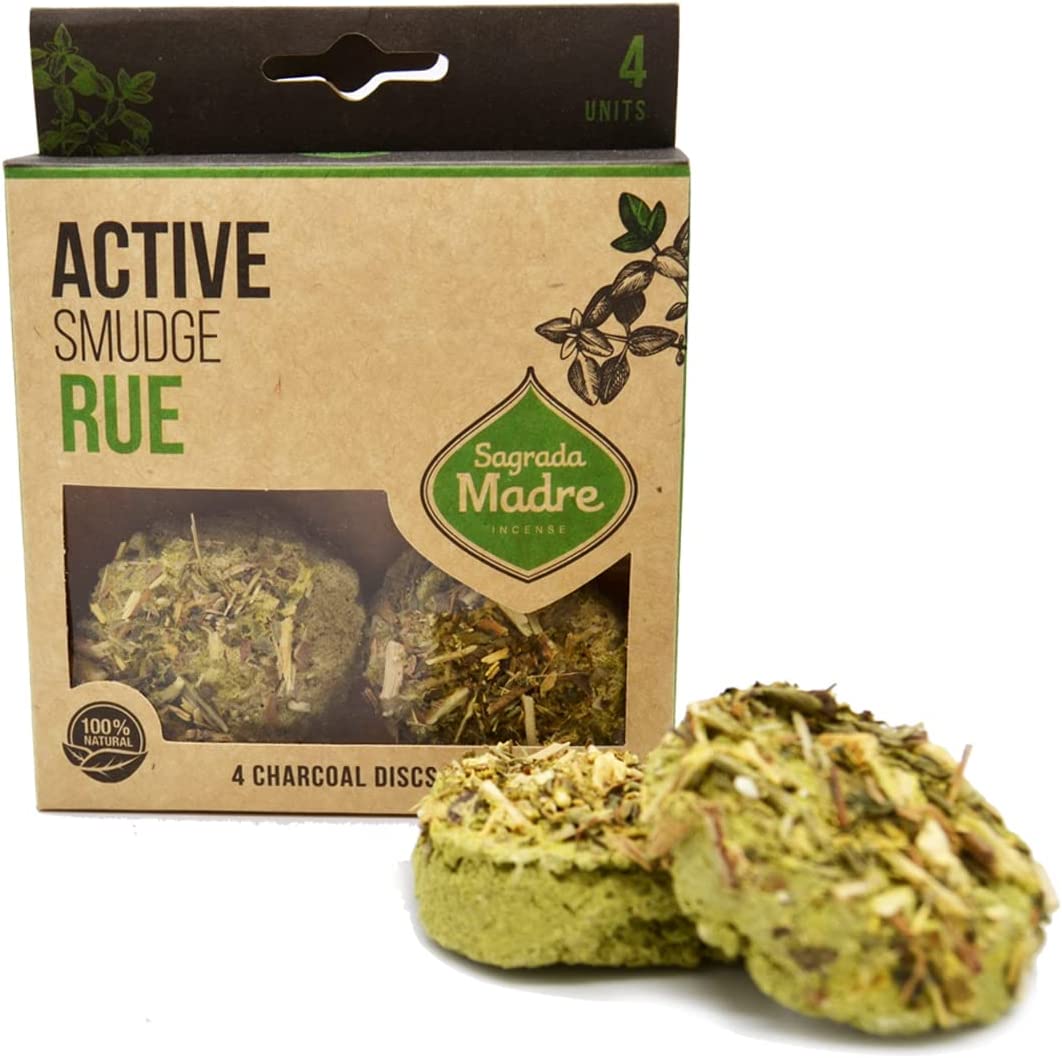 4
UNITS
ACTIVE
SMUDGE
RUE
Sagrada
Madre
INCENSE
100%
NATURAL
4 CHARCOAL DISCS